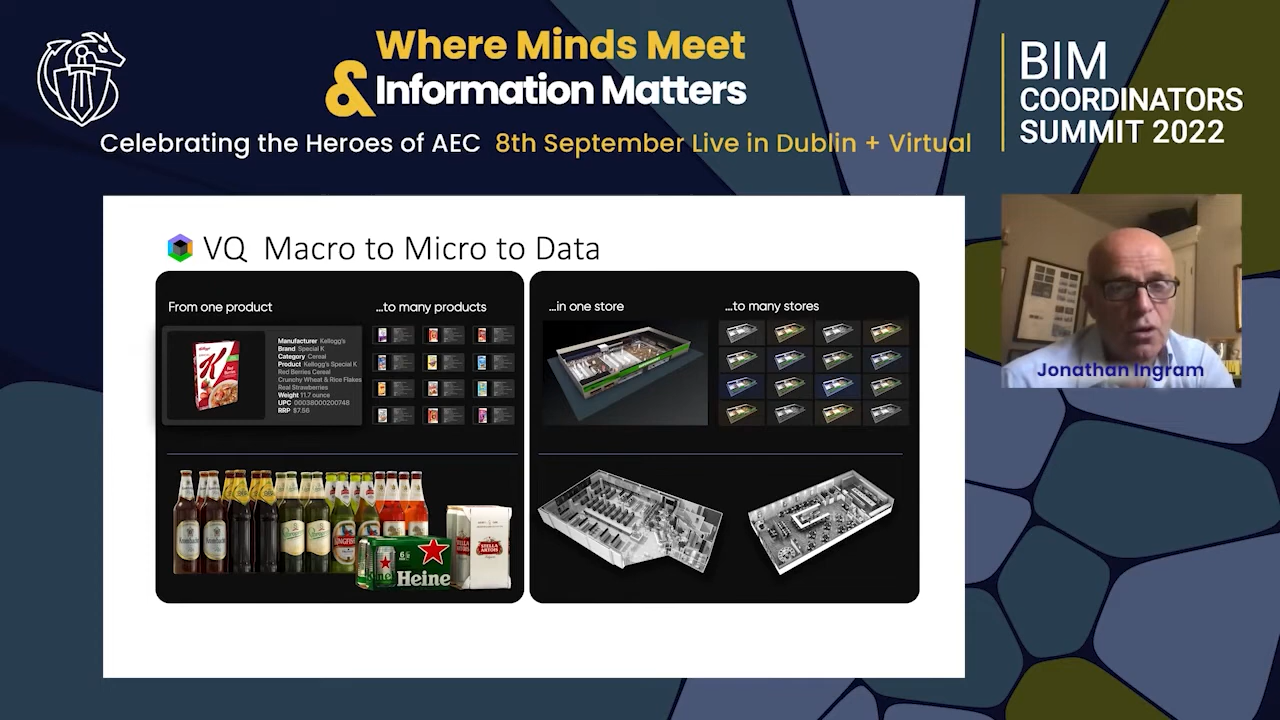 Where Minds Meet
& Information Matters
Celebrating the Heroes of AEC 8th September Live in Dublin + Virtual
BIM
COORDINATORS
SUMMIT 2022
VQ Macro to Micro to Data
From one product
...to many products
...in one store
...to many stores
Manufacturer Kellogg's
Brand Special K
Category Cereal
Product Kellogg's Special K
Red Berries Cereal
Crunchy Wheat & Rice Flakes
Real Strawberries
Weight 11.7 ounce
UPC 00038000200748
RRP $7.56
Heine
STELLA
ARTOIS
Jonathan Ingram